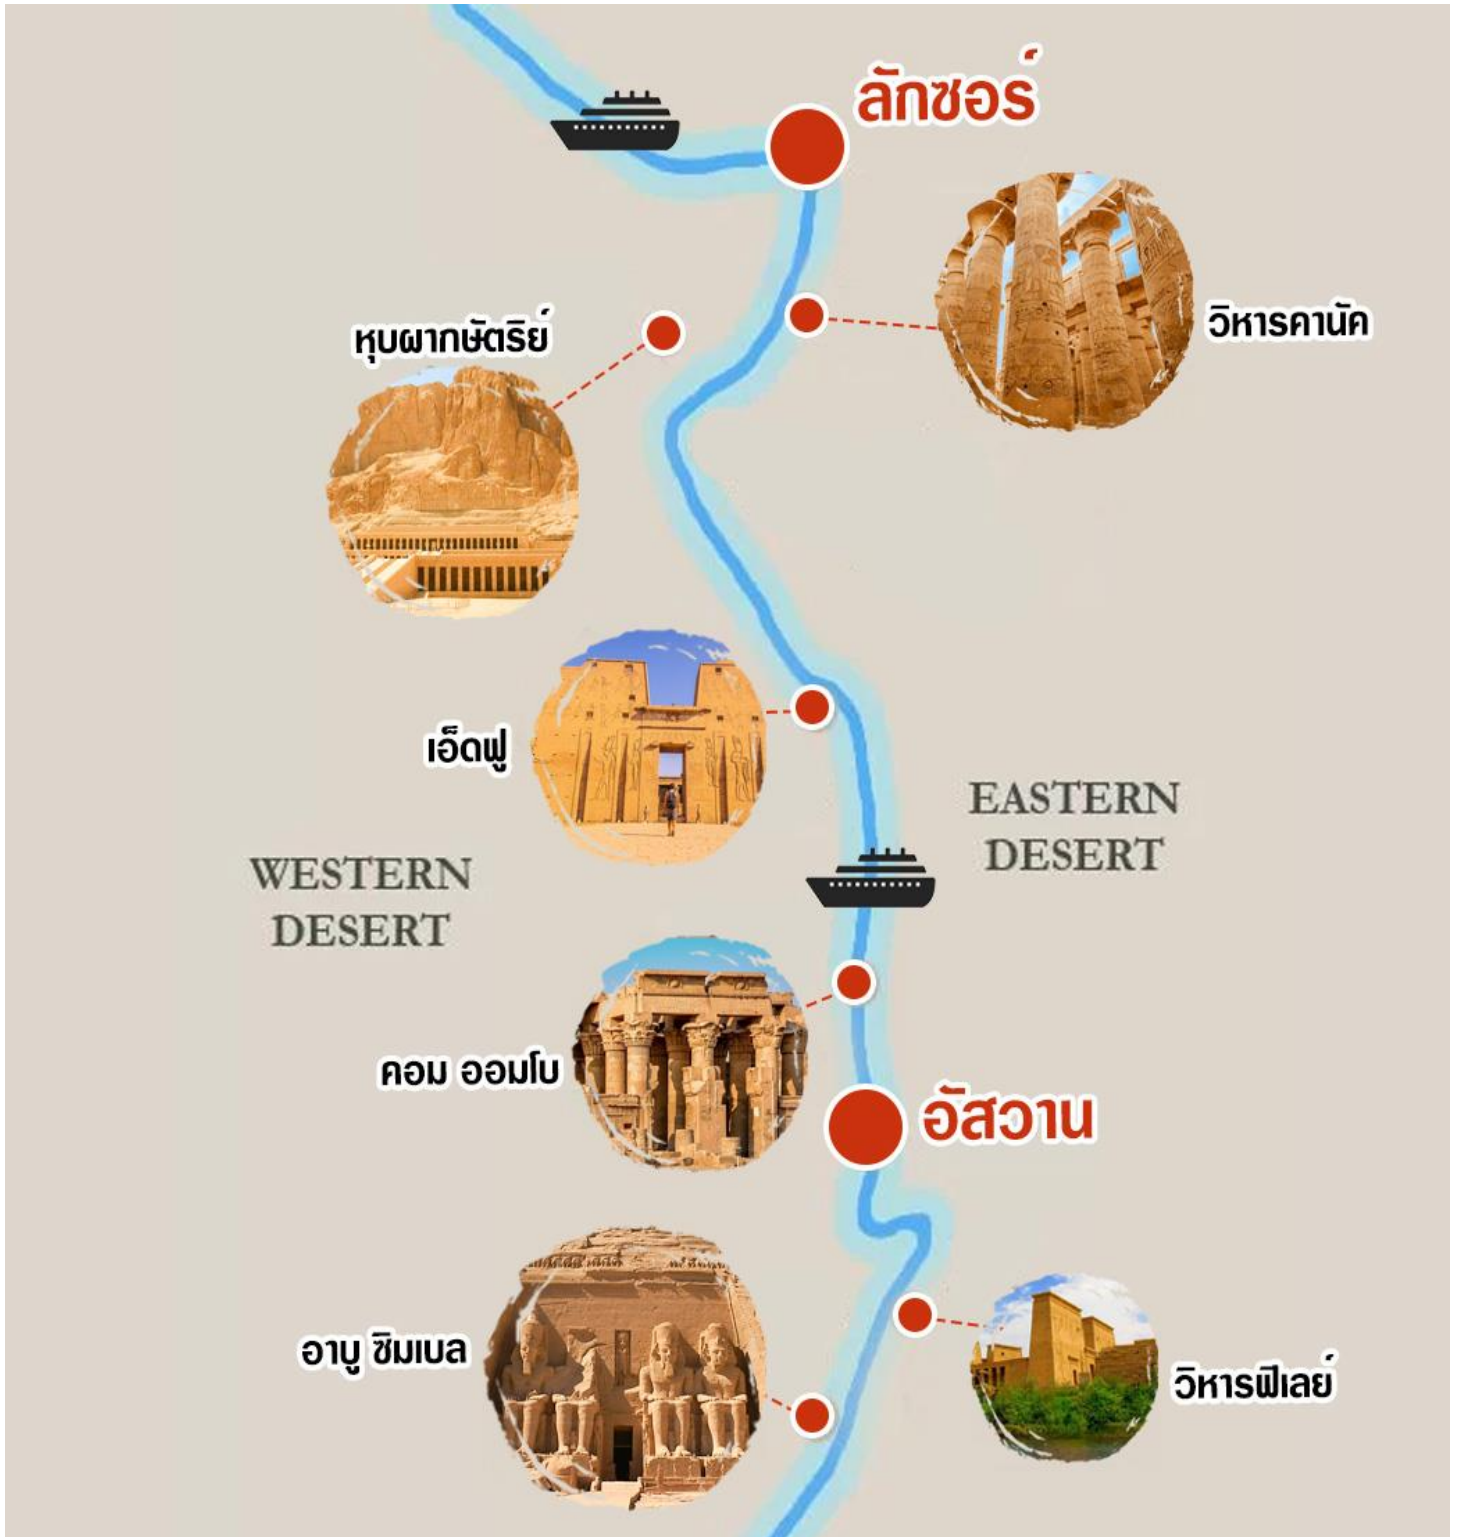 ลักซอร์
วิหารคานัค
หุบผากษัตริย์
เอ็ดฟู
EASTERN
DESERT
WESTERN
DESERT
คอม ออมโบ
อัสวาน
อาบู ซิมเบล
วิหารฟิเลย์